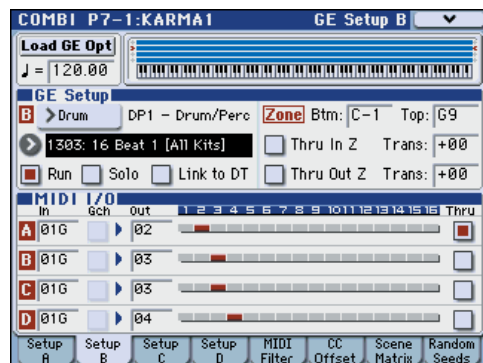 COMBI P7-1:KARMA1 GE Setup B
Load GE Opt
♩= 120.00
GE Setup
B >Drum DP1 - Drum/Perc Zone Btm: C-1 Top: G9
1303: 16 Beat 1 [All Kits] Thru In Z Trans: +00
Run Solo Link to DT Thru Out Z Trans: +00
MIDI I/O
In Gch Out 1 2 3 4 5 6 7 8 9 10 11 12 13 14 15 16 Thru
A 01G 02
B 01G 03
C 01G 03
D 01G 04
Setup A Setup B Setup C Setup D MIDI Filter CC Offset Scene Matrix Random Seeds